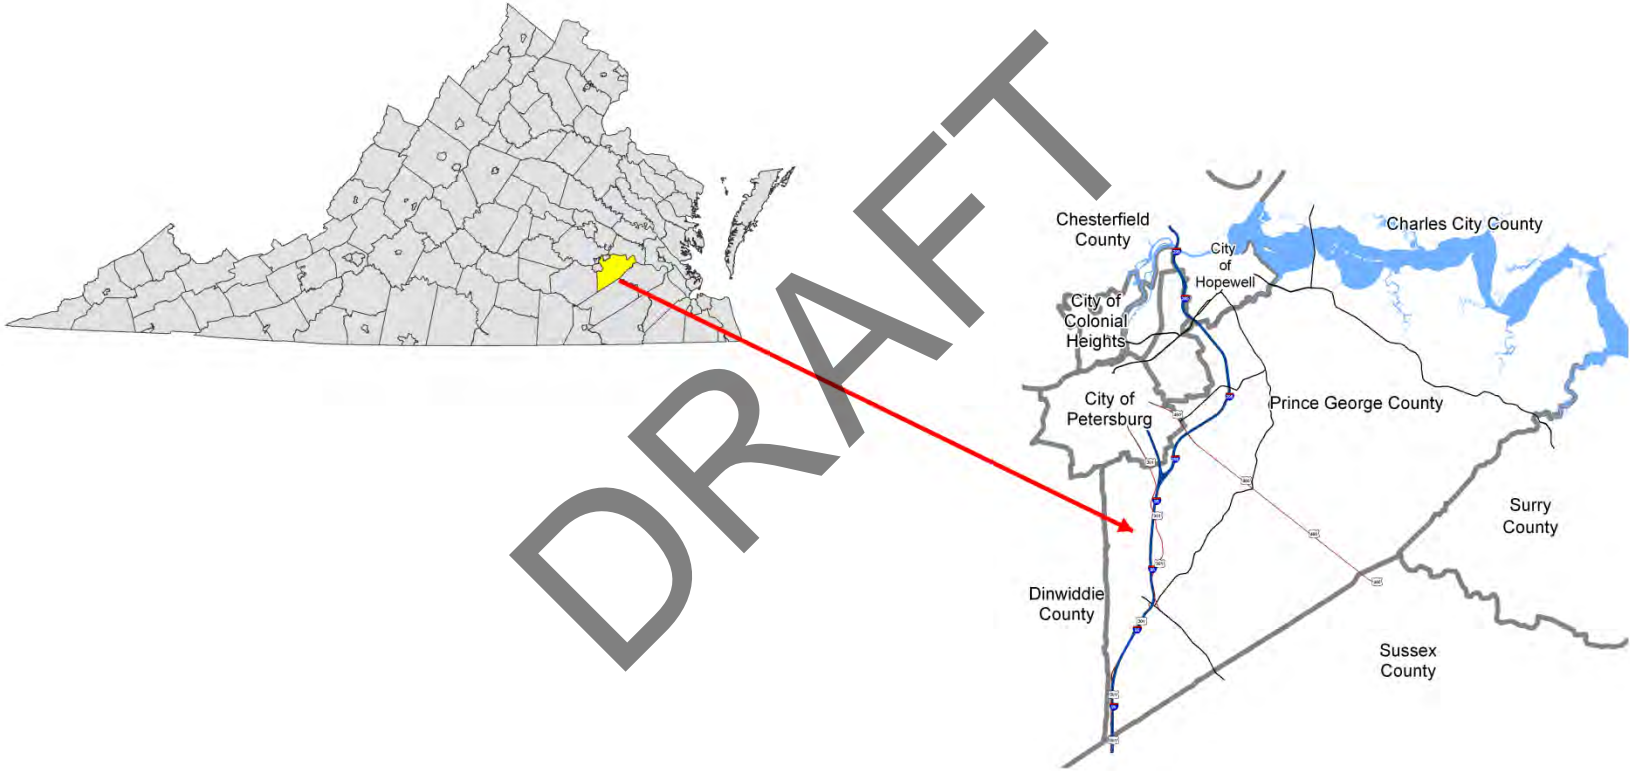 DRAFT
Chesterfield
County
Charles City County
City
of
Hopewell
City of
Colonial
Heights
City of
Petersburg
Prince George County
Surry
County
Dinwiddie
County
Sussex
County